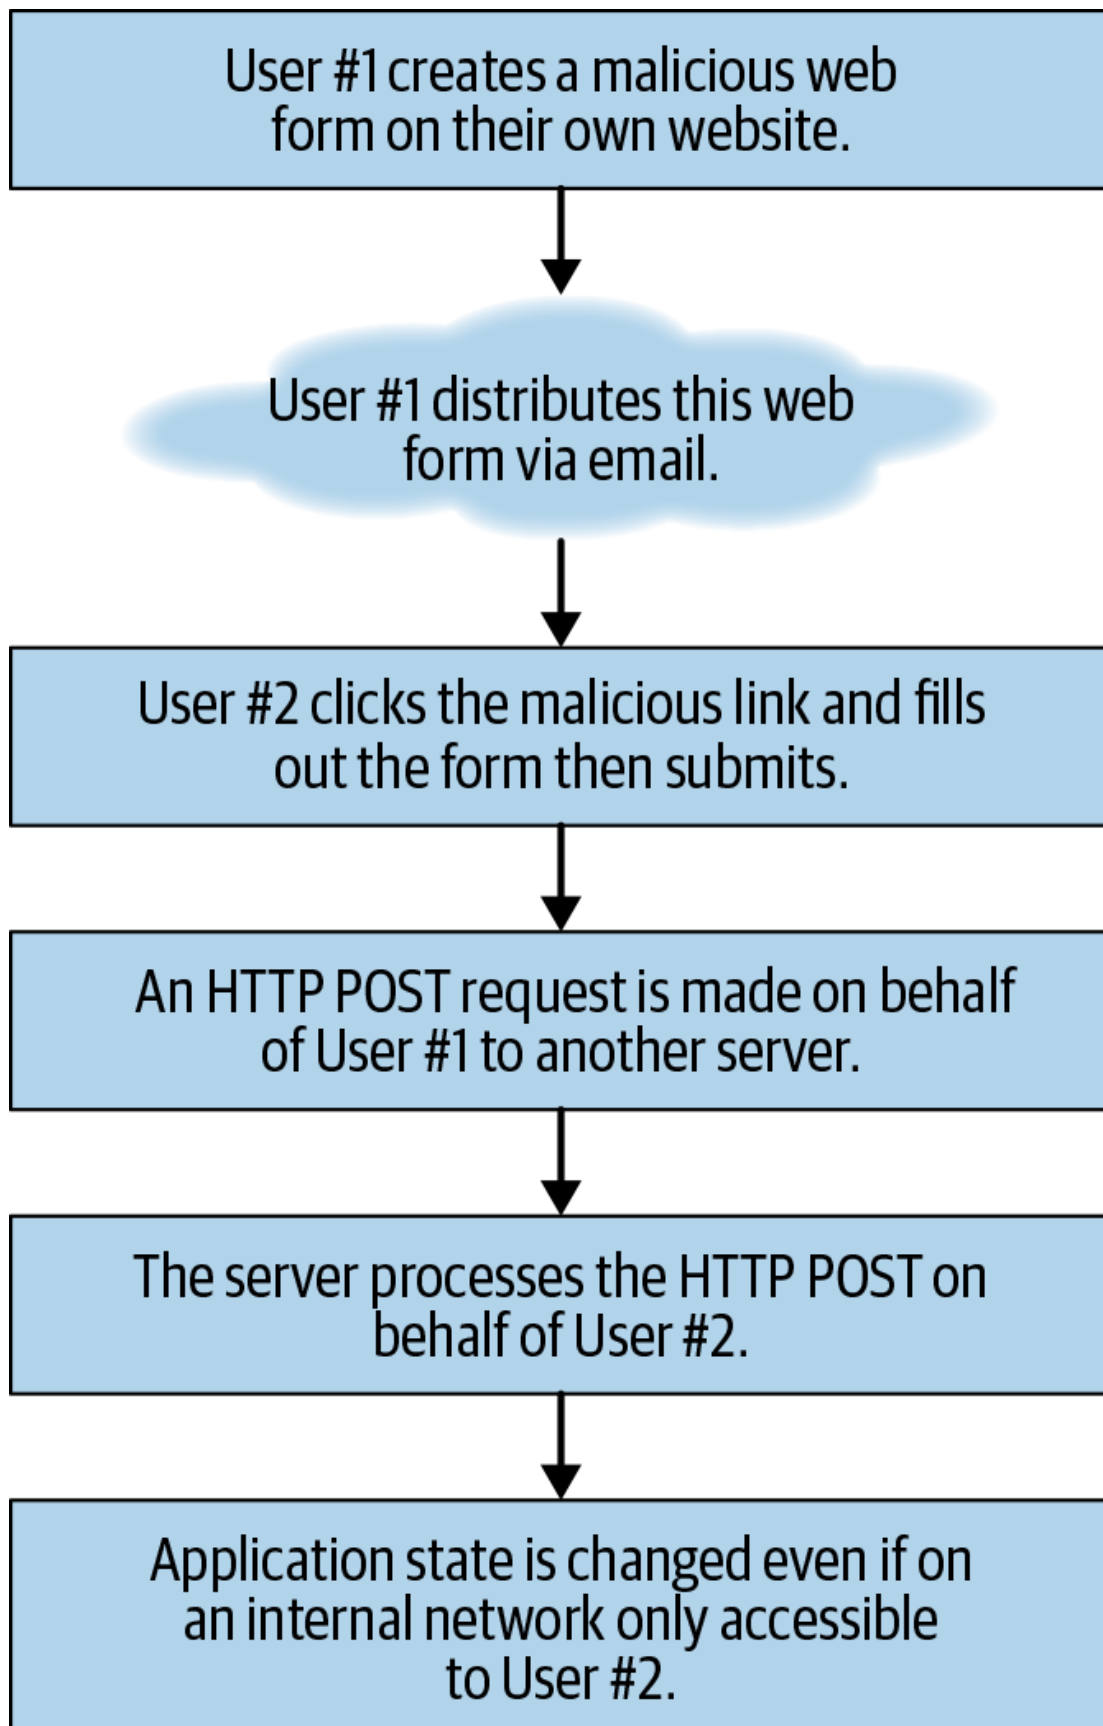 User #1 creates a malicious web
form on their own website.
User #1 distributes this web
form via email.
User #2 clicks the malicious link and fills
out the form then submits.
An HTTP POST request is made on behalf
of User #1 to another server.
The server processes the HTTP POST on
behalf of User #2.
Application state is changed even if on
an internal network only accessible
to User #2.